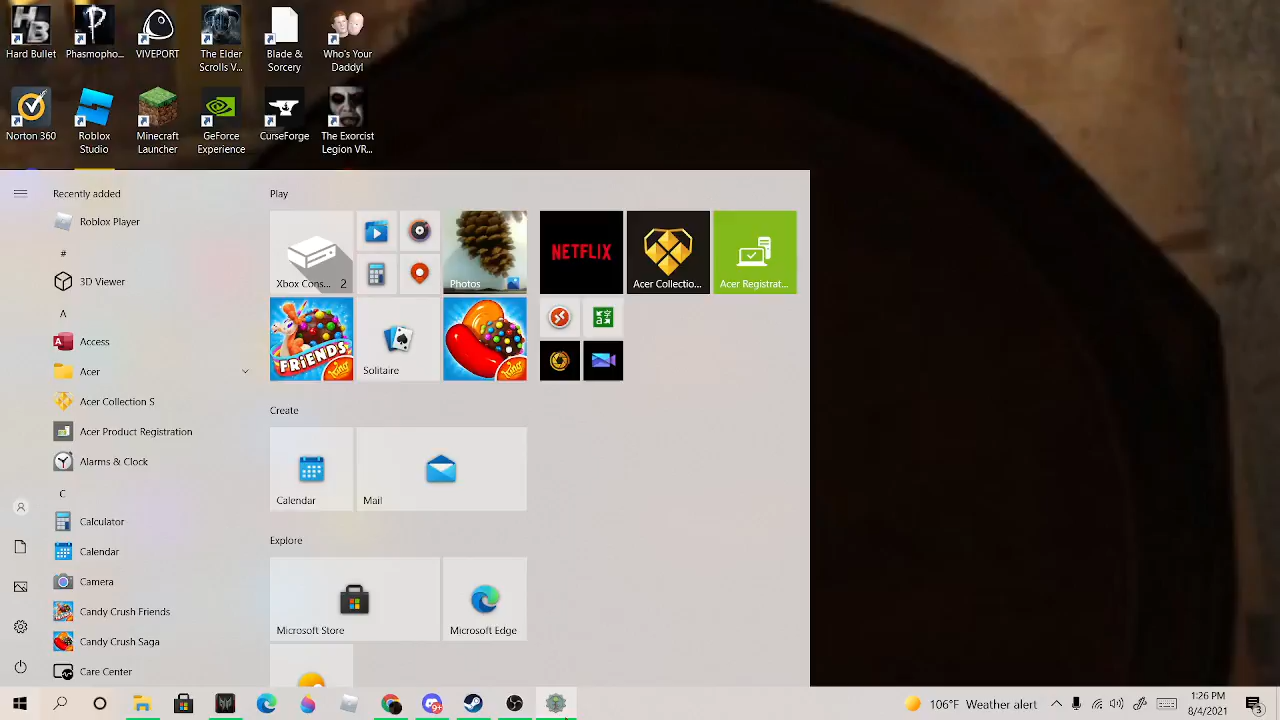 Hard Bullet
Phasmopho...
VIVEPORT
The Elder
Scrolls V...
Blade &
Sorcery
Who's Your
Daddy!
Norton 360
Roblox
Studio
Minecraft
Launcher
GeForce
Experience
CurseForge
The Exorcist
Legion VR...
Recently added
Roblox Player
#
3D Viewer
A
Access
Acer
Acer Collection S
Acer Product Registration
Alarms & Clock
C
Calculator
Calendar
Camera
Candy Crush Friends
Candy Crush Saga
Care Center
Play
Xbox Cons... 2
Photos
NETFLIX
Acer Collectio...
Acer Registrat...
FRIENDS
King
Solitaire
King
Create
Calendar
Mail
Explore
Microsoft Store
Microsoft Edge
9+
106°F Weather alert
1:26 PM
8/4/2021
3